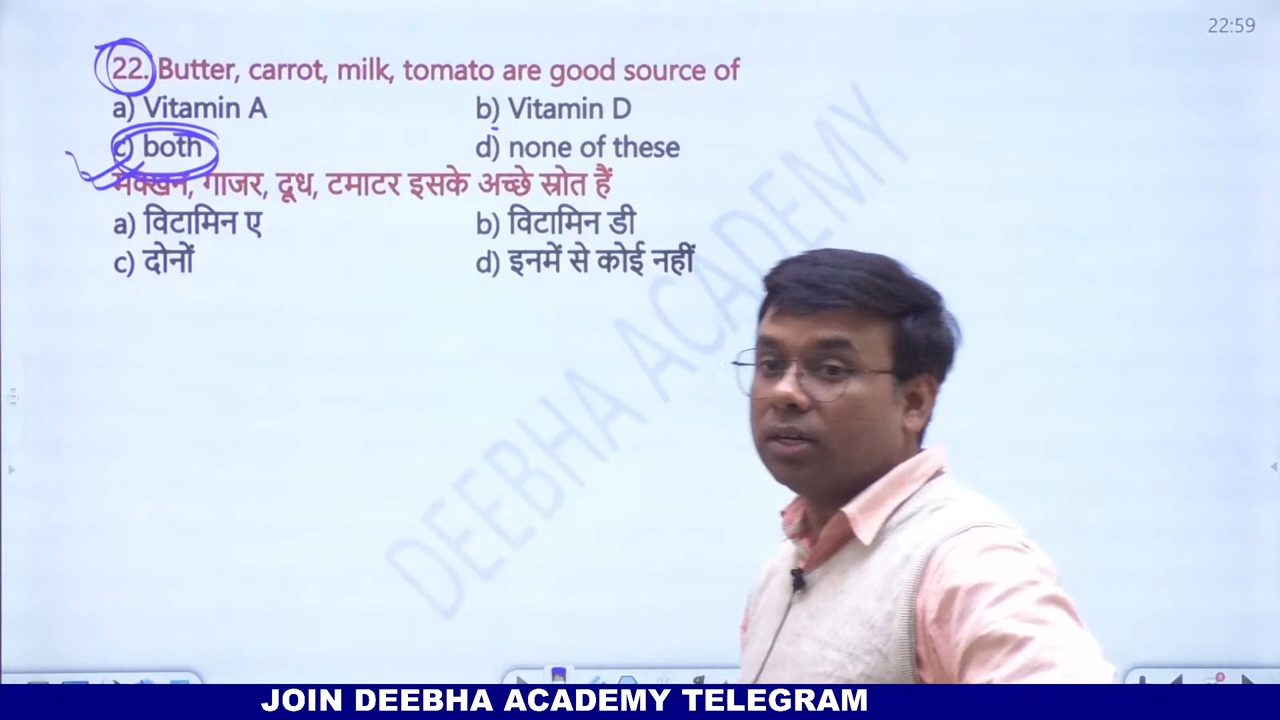 22:59
22. Butter, carrot, milk, tomato are good source of
a) Vitamin A b) Vitamin D
c) both d) none of these
मक्खन, गाजर, दूध, टमाटर इसके अच्छे स्रोत हैं
a) विटामिन ए b) विटामिन डी
c) दोनों d) इनमें से कोई नहीं
DEEBHA ACADEMY
JOIN DEEBHA ACADEMY TELEGRAM